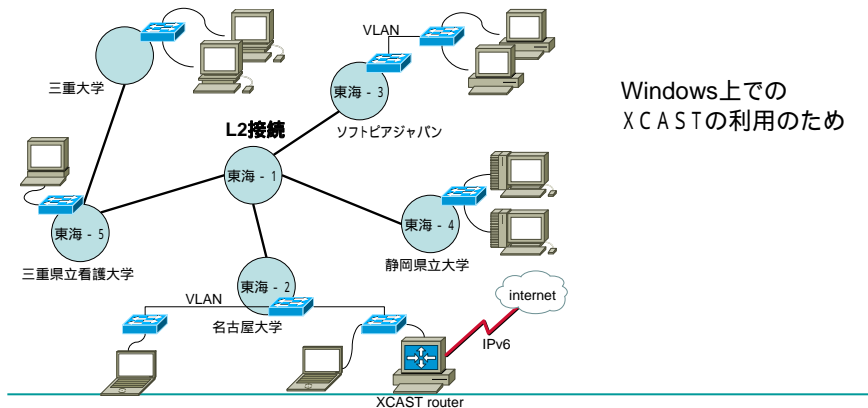 VLAN
三重大学
東海 - 3
Windows上での
XCASTの利用のため
L2接続
ソフトピアジャパン
東海 - 1
東海 - 5
東海 - 4
三重県立看護大学
静岡県立大学
東海 - 2
VLAN
internet
名古屋大学
IPv6
XCAST router